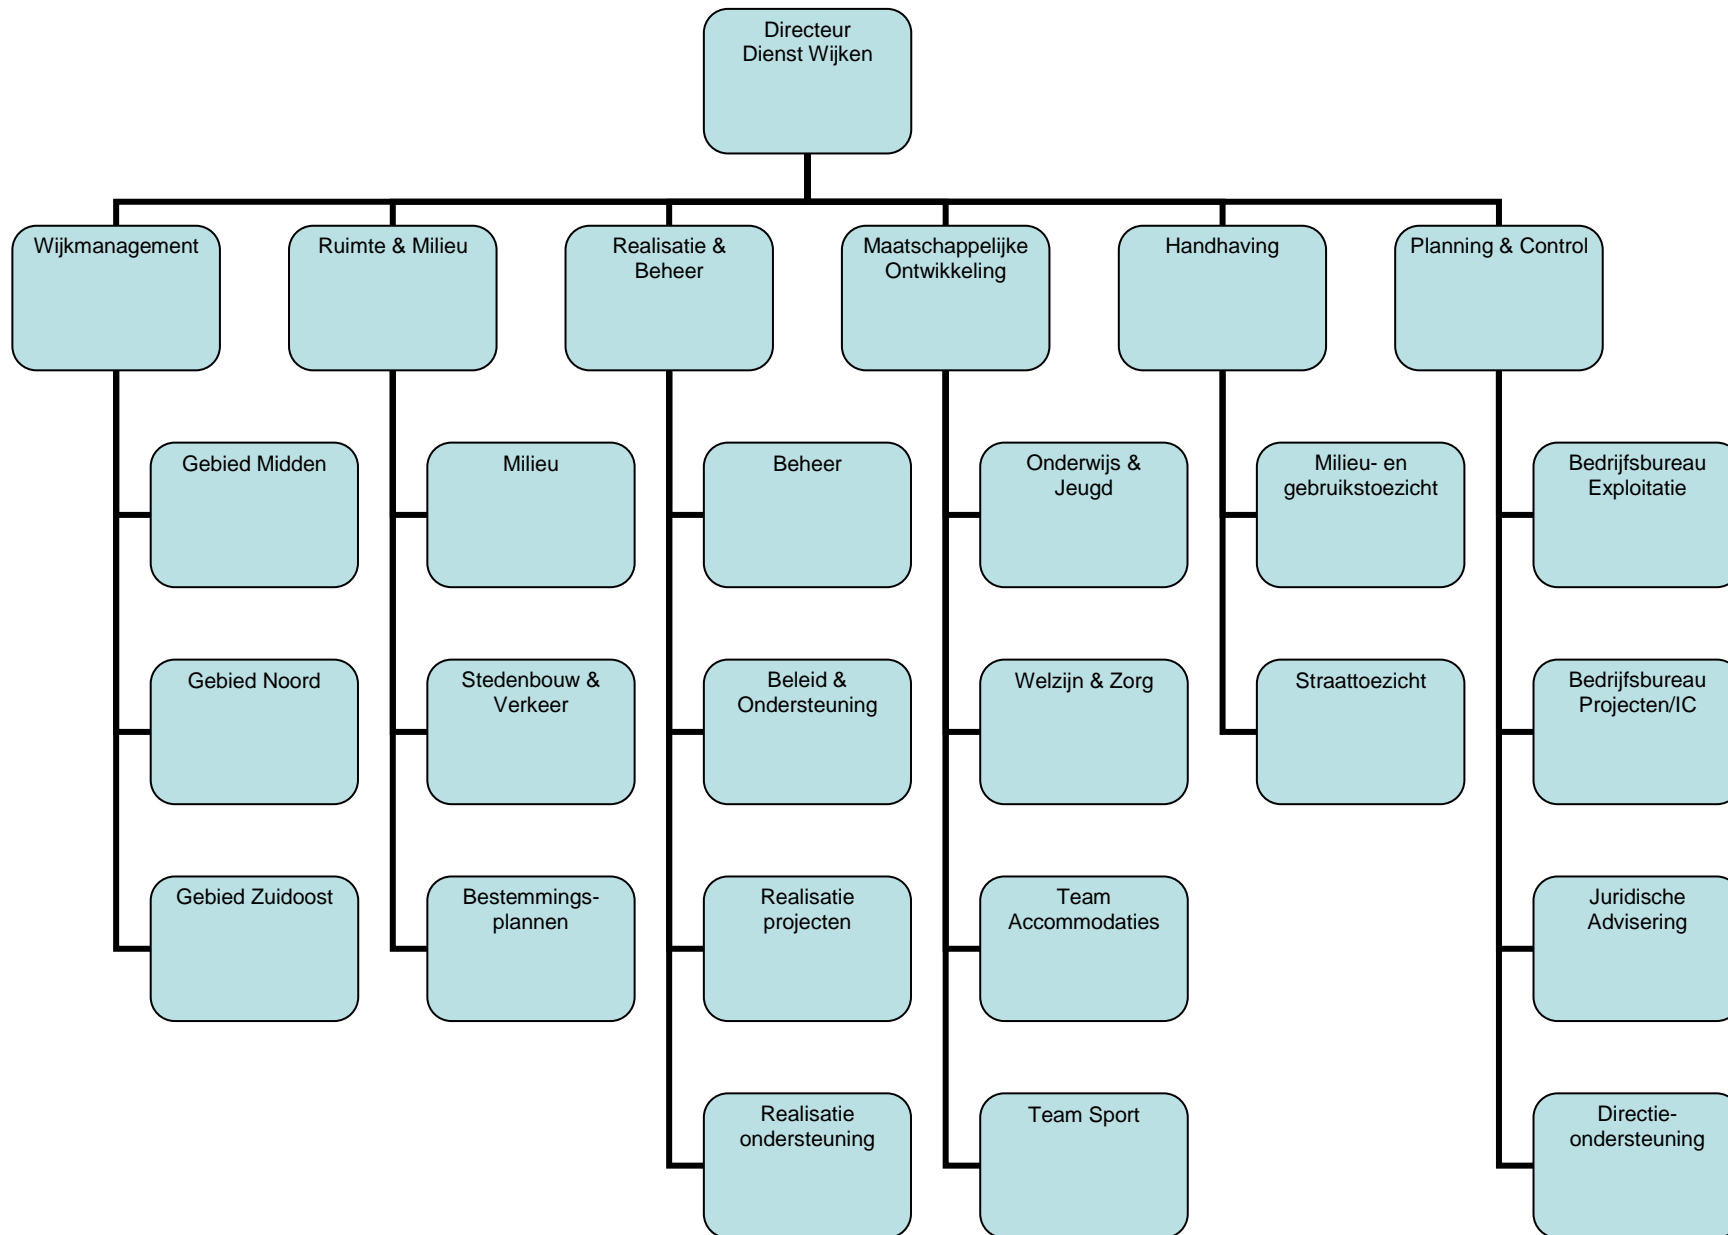 Directeur
Dienst Wijken
Wijkmanagement
Ruimte & Milieu
Realisatie &
Beheer
Maatschappelijke
Ontwikkeling
Handhaving
Planning & Control
Gebied Midden
Milieu
Beheer
Onderwijs &
Jeugd
Milieu- en
gebruikstoezicht
Bedrijfsbureau
Exploitatie
Gebied Noord
Stedenbouw &
Verkeer
Beleid &
Ondersteuning
Welzijn & Zorg
Straattoezicht
Bedrijfsbureau
Projecten/IC
Gebied Zuidoost
Bestemmings-
plannen
Realisatie
projecten
Team
Accommodaties
Juridische
Advisering
Realisatie
ondersteuning
Team Sport
Directie-
ondersteuning